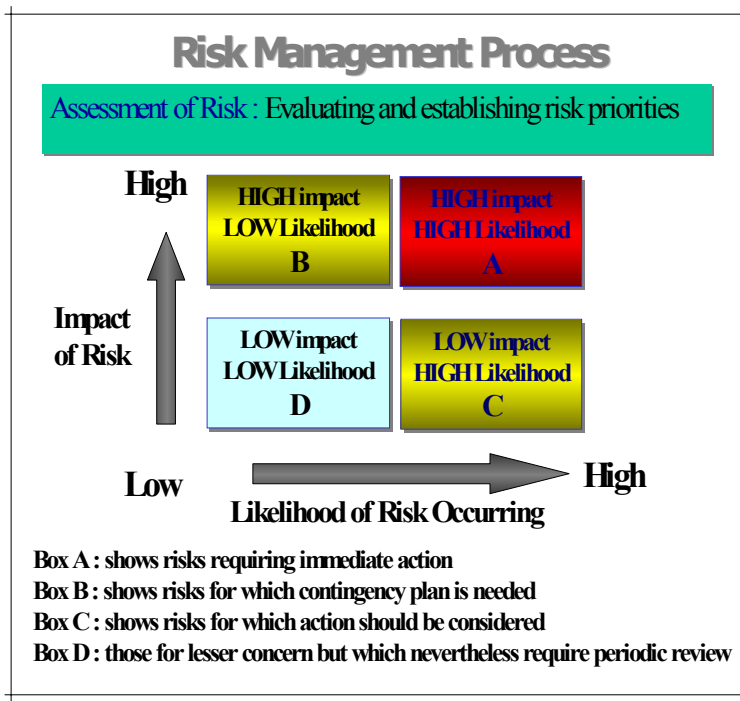 Risk Management Process
Assessment of Risk : Evaluating and establishing risk priorities
High
HIGH impact
LOW Likelihood
B
HIGH impact
HIGH Likelihood
A
Impact
of Risk
LOW impact
LOW Likelihood
D
LOW impact
HIGH Likelihood
C
Low
High
Likelihood of Risk Occurring
Box A : shows risks requiring immediate action
Box B : shows risks for which contingency plan is needed
Box C : shows risks for which action should be considered
Box D : those for lesser concern but which nevertheless require periodic review